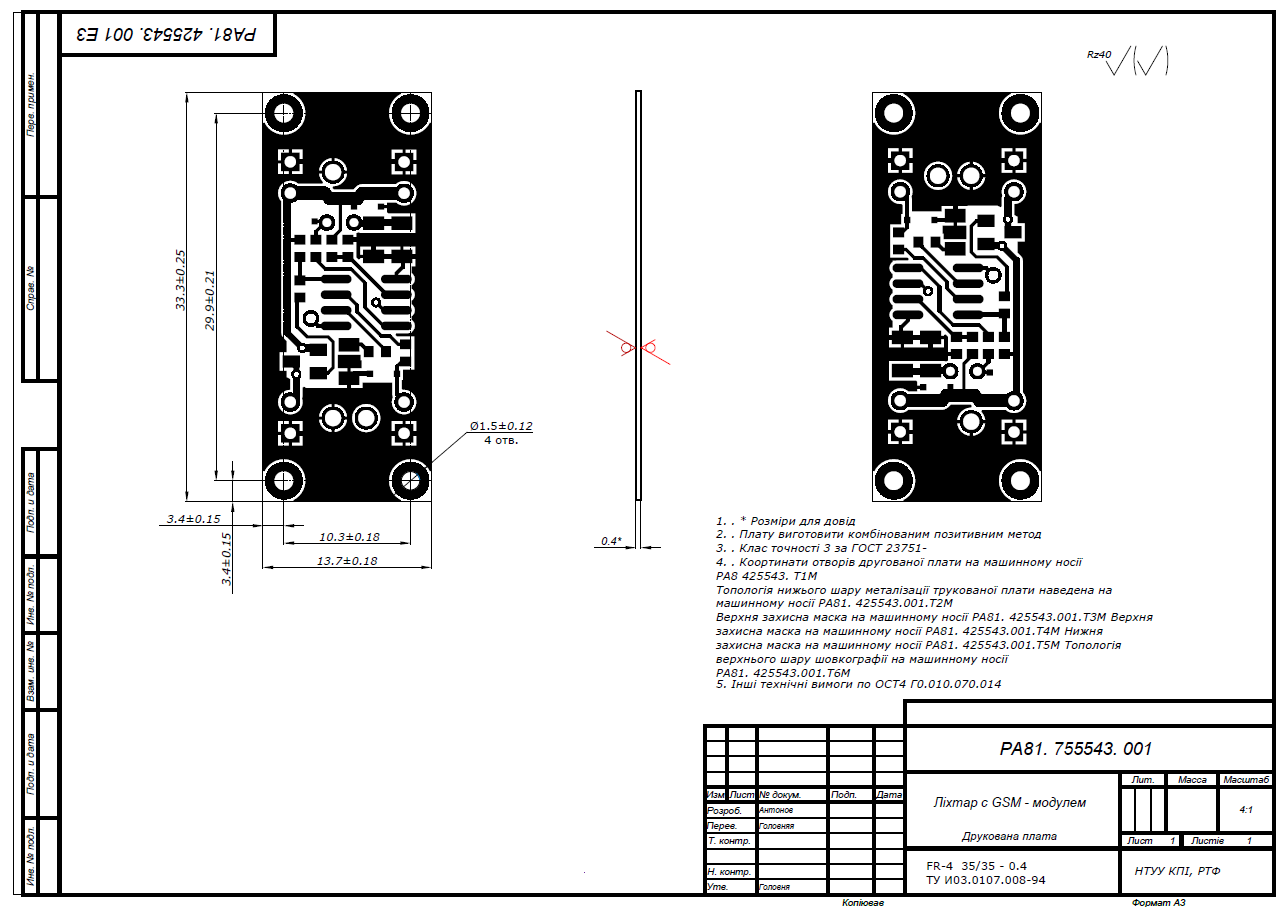 РА81. 425543. 001 Е3
Перв. примен.
Справ. №
Подп. и дата
Инв. № подл.
Взам. инв. №
Подп. и дата
Инв. № подл.
Rz40
33.3±0.25
29.9±0.21
Ø1.5±0.12
4 отв.
3.4±0.15
10.3±0.18
13.7±0.18
3.4±0.15
0.4*
1. . * Розміри для довід
2. . Плату виготовити комбінованим позитивним метод
3. . Клас точності 3 за ГОСТ 23751-
4. . Координати отворів другованої плати на машинному носії
РА8 425543. Т1М
Топологія нижього шару металізації трукованої плати наведена на
машинному носії РА81. 425543.001.Т2М
Верхня захисна маска на машинному носії РА81. 425543.001.Т3М Верхня
захисна маска на машинному носії РА81. 425543.001.Т4М Нижня
захисна маска на машинному носії РА81. 425543.001.Т5М Топологія
верхнього шару шовкографії на машинному носії
РА81. 425543.001.Т6М
5. Інші технічні вимоги по ОСТ4 Г0.010.070.014
РА81. 755543. 001
Лит. Масса Масштаб
Изм Лист № докум. Подп. Дата
Розроб. Антонов
Ліхтар с GSM - модулем
4:1
Перев. Головняя
Т. контр.
Друкована плата
Лист 1 Листів 1
Н. контр.
Утв. Головня
FR-4 35/35 - 0.4
ТУ И03.0107.008-94
НТУУ КПІ, РТФ
Копіював
Формат А3